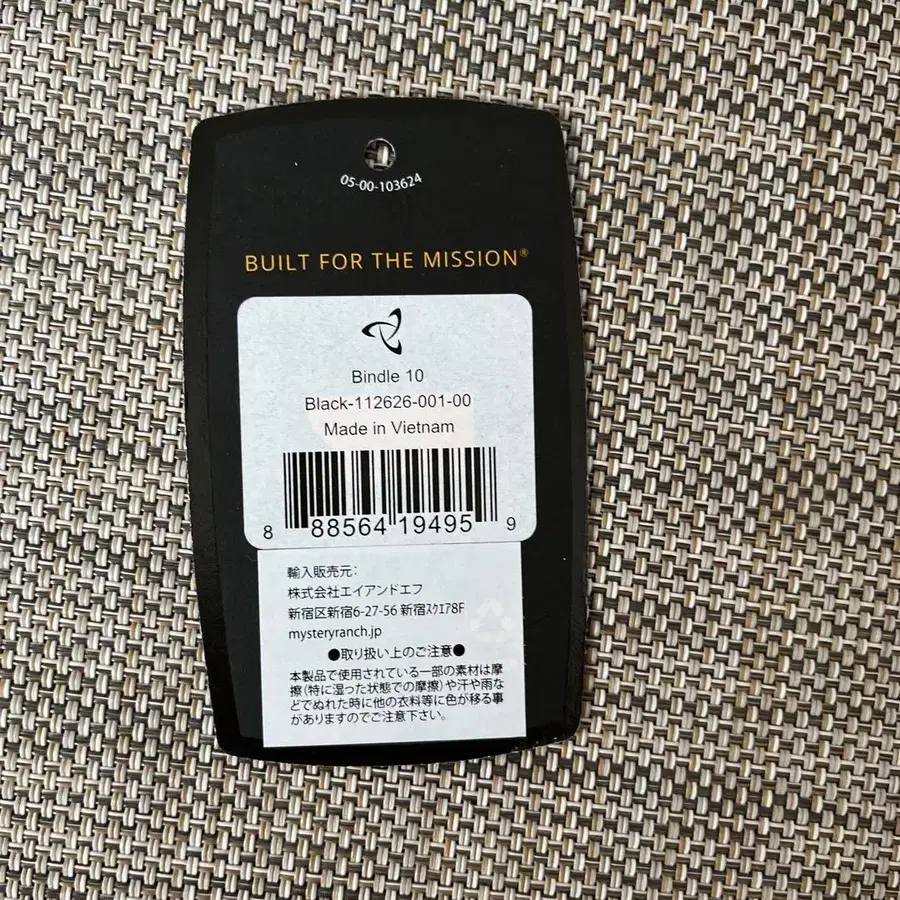 05-00-103624
BUILT FOR THE MISSION®
Bindle 10
Black-112626-001-00
Made in Vietnam
8 88564 19495 9
輸入販売元:
株式会社エイアンドエフ
新宿区新宿6-27-56 新宿ｽｸｴｱ8F
mysteryranch.jp
●取り扱い上のご注意●
本製品で使用されている一部の素材は摩
擦(特に湿った状態での摩擦)や汗や雨な
どでぬれた時に他の衣料等に色が移る事
がありますのでご注意下さい。